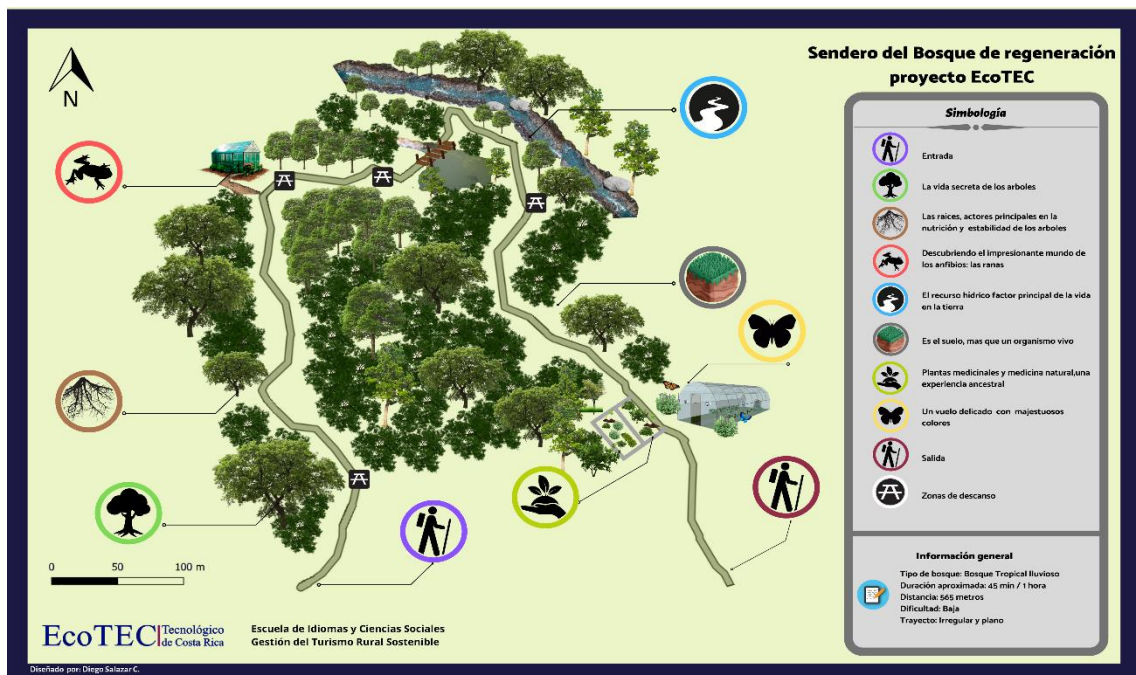 Sendero del Bosque de regeneración
proyecto EcoTEC
N
Simbología
Entrada
La vida secreta de los arboles
Las raices, actores principales en la
nutrición y estabilidad de los arboles
Descubriendo el impresionante mundo de
los anfibios: las ranas
El recurso hídrico factor principal de la vida
en la tierra
Es el suelo, mas que un organismo vivo
Plantas medicinales y medicina natural,una
experiencia ancestral
Un vuelo delicado con majestuosos
colores
Salida
Zonas de descanso
Información general
Tipo de bosque: Bosque Tropical lluvioso
Duración aproximada: 45 min / 1 hora
Distancia: 565 metros
Dificultad: Baja
Trayecto: Irregular y plano
0 50 100 m
EcoTEC Tecnológico
de Costa Rica
Escuela de Idiomas y Ciencias Sociales
Gestión del Turismo Rural Sostenible
Diseñado por: Diego Salazar C.